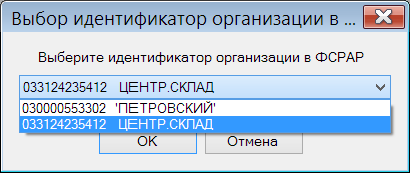 Выбор идентификатор организации в ...
Выберите идентификатор организации в ФСРАР
033124235412 ЦЕНТР.СКЛАД
030000553302 'ПЕТРОВСКИЙ'
033124235412 ЦЕНТР.СКЛАД
OK Отмена